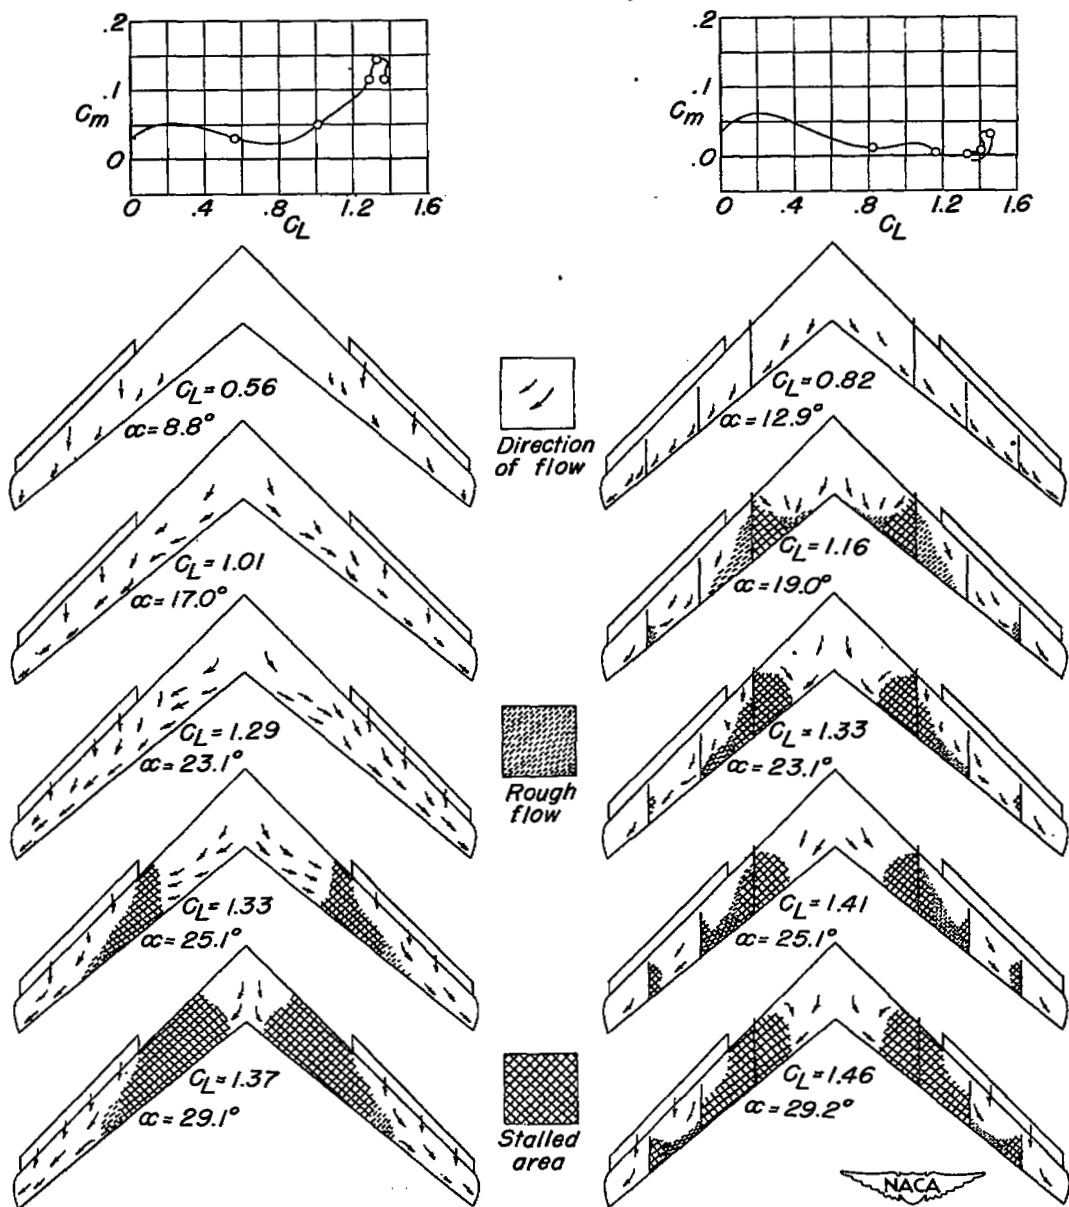 .2
.1
Cm
0
0 .4 .8 1.2 1.6
CL
.2
.1
Cm
.0
0 .4 .8 1.2 1.6
CL
CL=0.56
α=8.8°
CL=1.01
α=17.0°
CL=1.29
α=23.1°
CL=1.33
α=25.1°
CL=1.37
α=29.1°
Direction
of flow
Rough
flow
Stalled
area
CL=0.82
α=12.9°
CL=1.16
α=19.0°
CL=1.33
α=23.1°
CL=1.41
α=25.1°
CL=1.46
α=29.2°
NACA